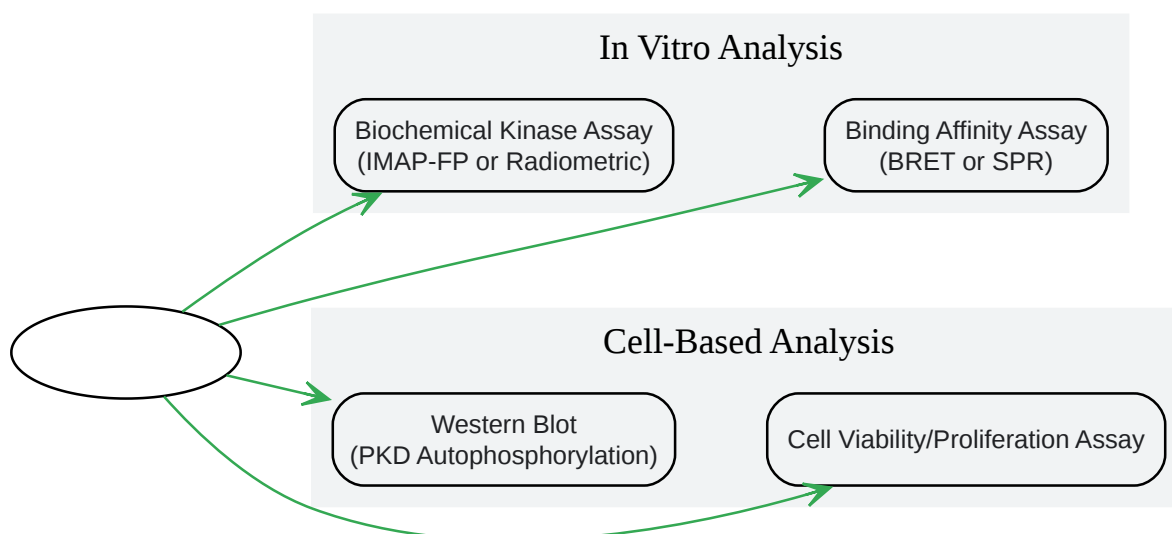 In Vitro Analysis
Biochemical Kinase Assay
(IMAP-FP or Radiometric)
Binding Affinity Assay
(BRET or SPR)
Cell-Based Analysis
Western Blot
(PKD Autophosphorylation)
Cell Viability/Proliferation Assay